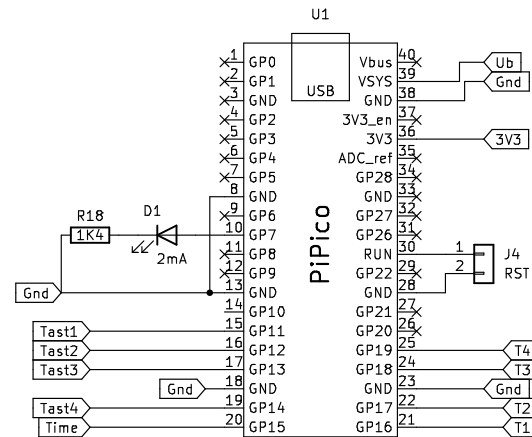 U1
USB
PiPico
1 GP0
2 GP1
3 GND
4 GP2
5 GP3
6 GP4
7 GP5
8 GND
9 GP6
10 GP7
11 GP8
12 GP9
13 GND
14 GP10
15 GP11
16 GP12
17 GP13
18 GND
19 GP14
20 GP15
Vbus 40
VSYS 39
GND 38
3V3_en 37
3V3 36
ADC_ref 35
GP28 34
GND 33
GP27 32
GP26 31
RUN 30
GP22 29
GND 28
GP21 27
GP20 26
GP19 25
GP18 24
GND 23
GP17 22
GP16 21
R18
1K4
D1
2mA
Gnd
Tast1
Tast2
Tast3
Gnd
Tast4
Time
Ub
Gnd
3V3
1
2
J4
RST
T4
T3
Gnd
T2
T1